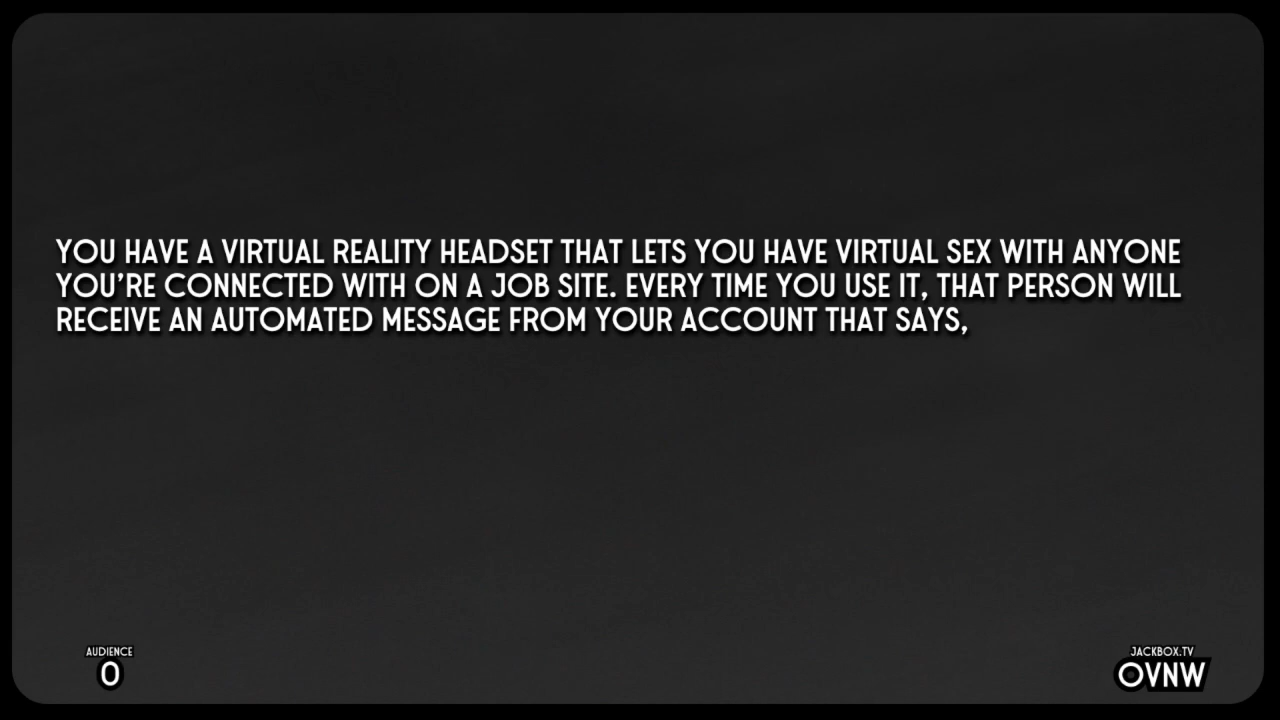 YOU HAVE A VIRTUAL REALITY HEADSET THAT LETS YOU HAVE VIRTUAL SEX WITH ANYONE
YOU'RE CONNECTED WITH ON A JOB SITE. EVERY TIME YOU USE IT, THAT PERSON WILL
RECEIVE AN AUTOMATED MESSAGE FROM YOUR ACCOUNT THAT SAYS,
AUDIENCE
0
JACKBOX.TV
OVNW